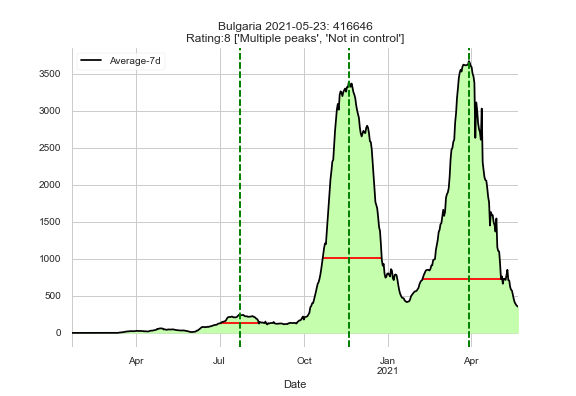 Bulgaria 2021-05-23: 416646
Rating:8 ['Multiple peaks', 'Not in control']
Average-7d
3500
3000
2500
2000
1500
1000
500
0
Apr
Jul
Oct
Jan
2021
Apr
Date